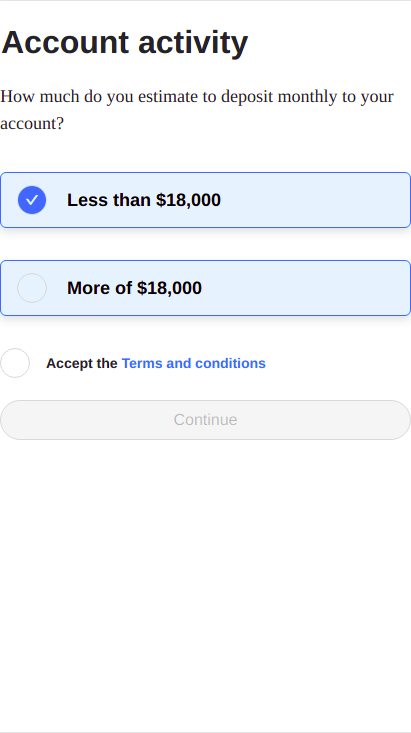 Account activity
How much do you estimate to deposit monthly to your
account?
Less than $18,000
More of $18,000
Accept the Terms and conditions
Continue